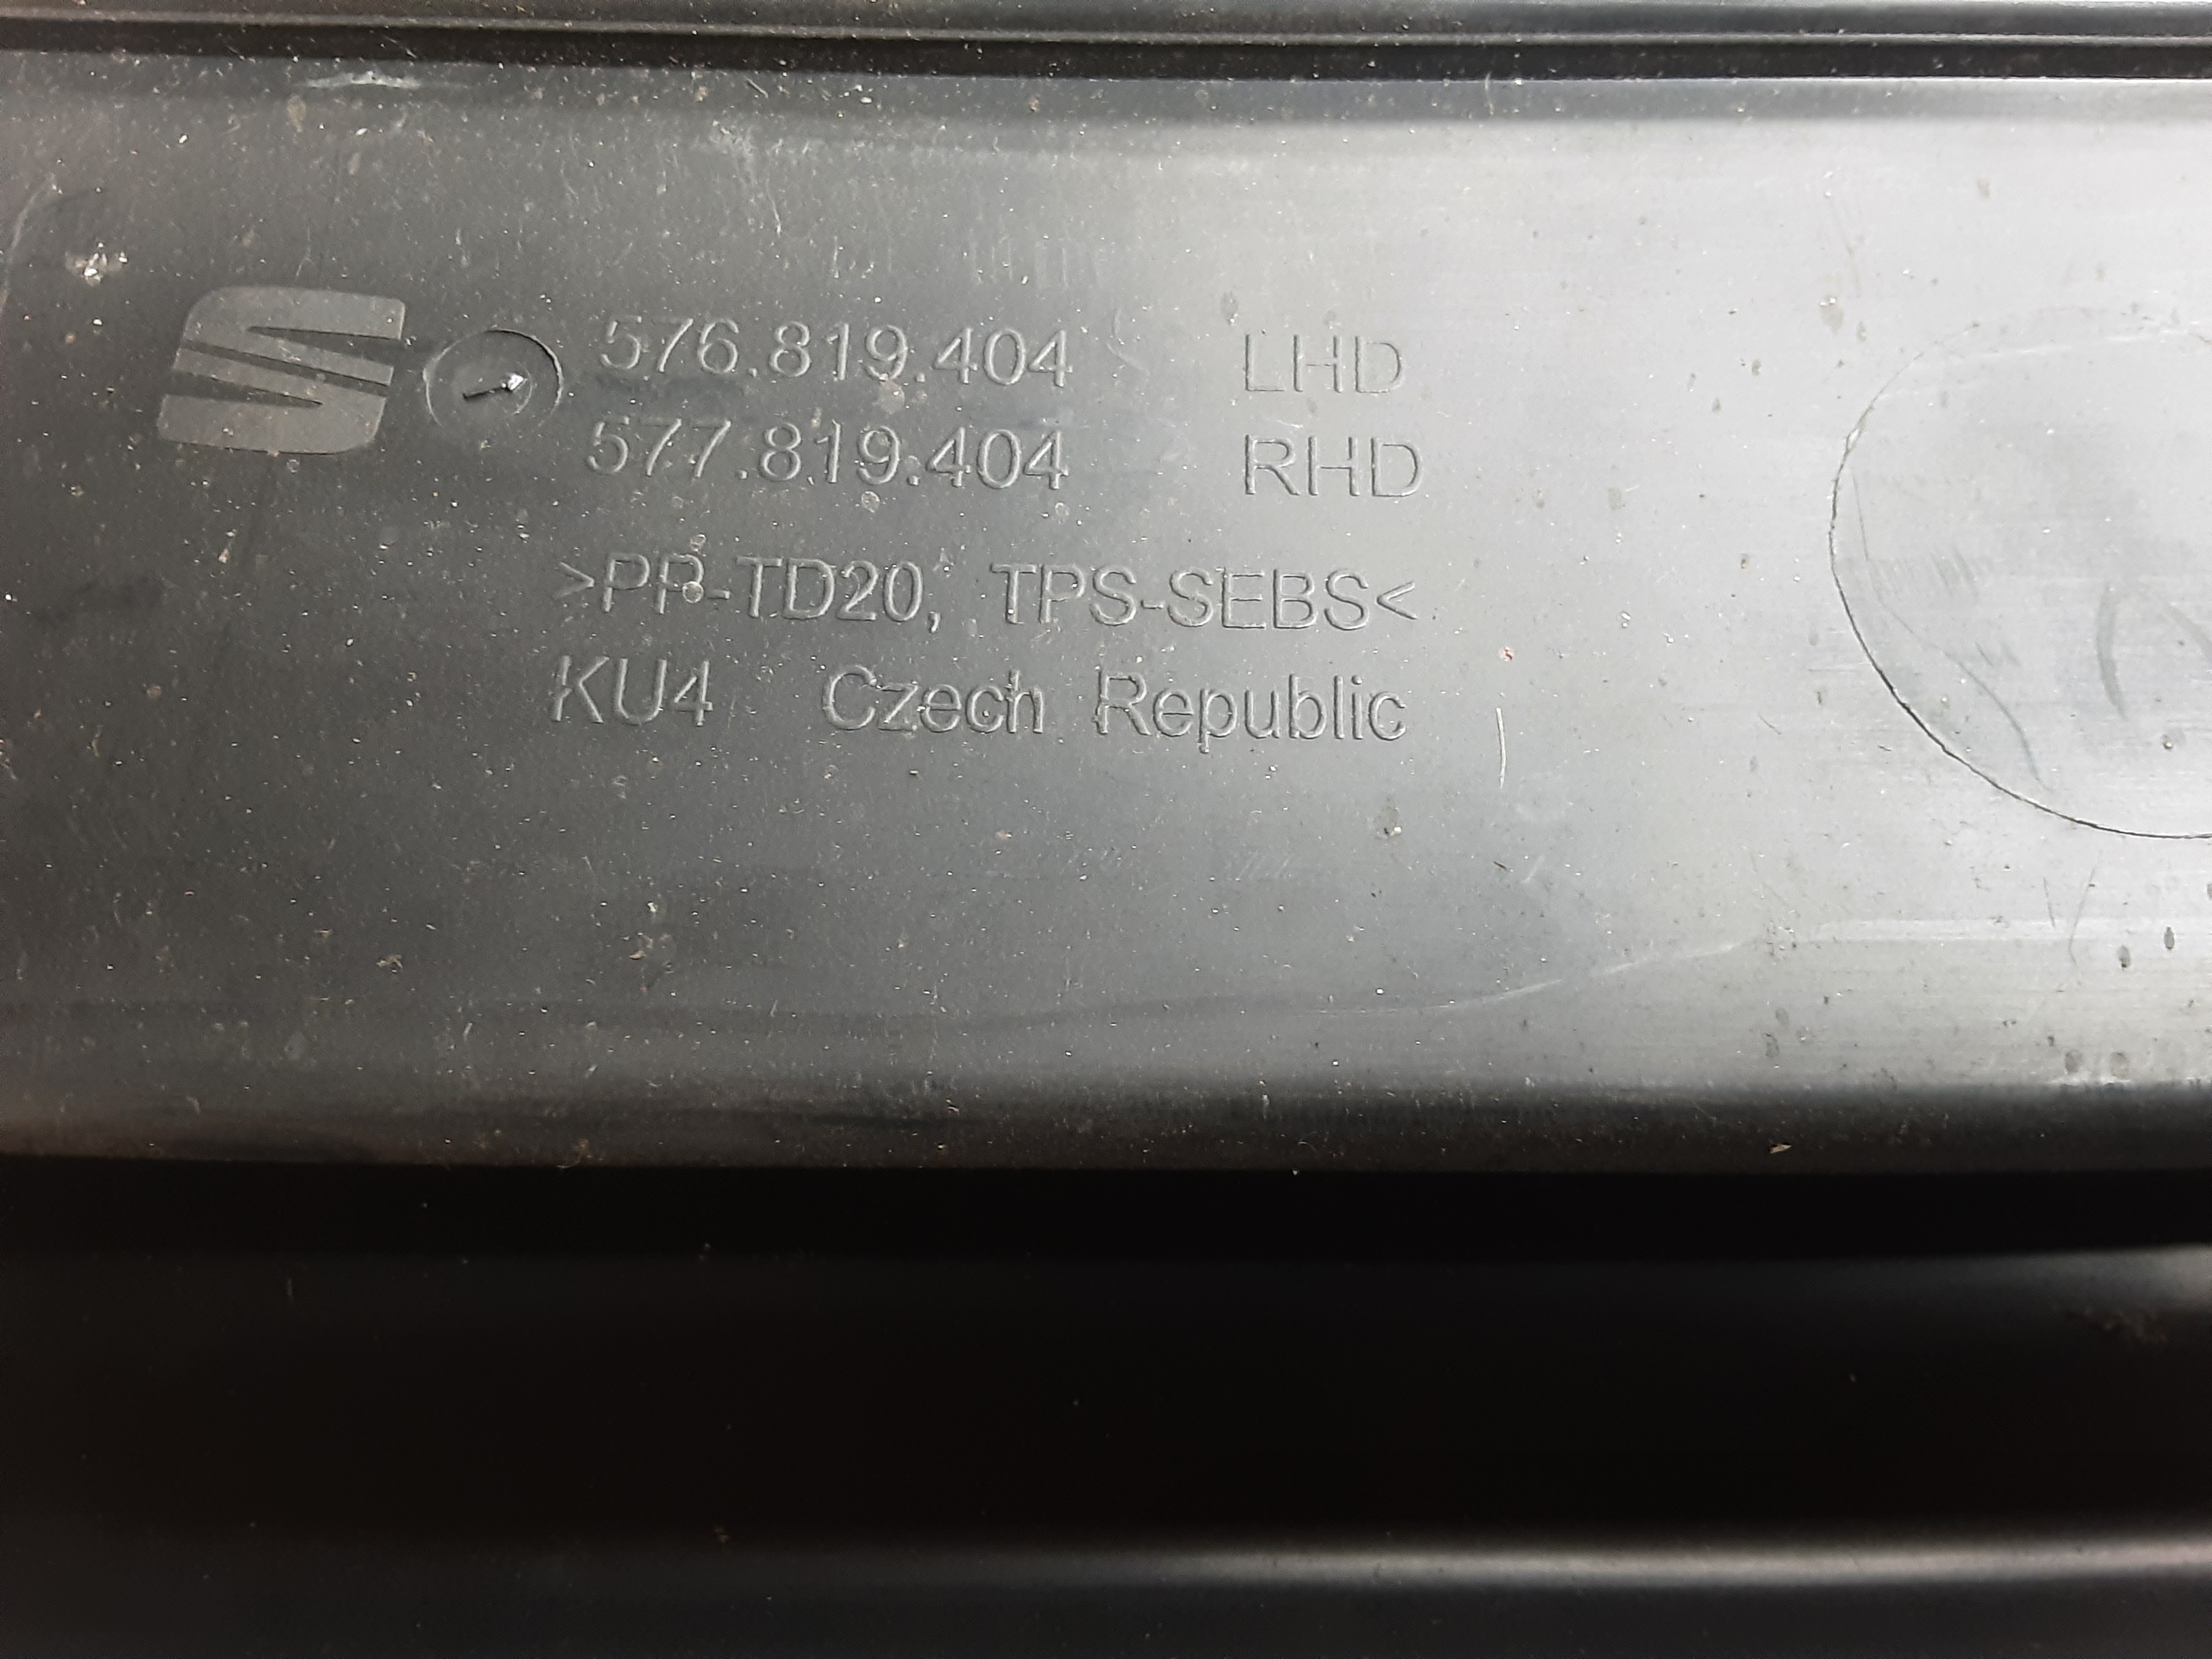 576.819.404 LHD
577.819.404 RHD
>PP-TD20, TPS-SEBS<
KU4 Czech Republic